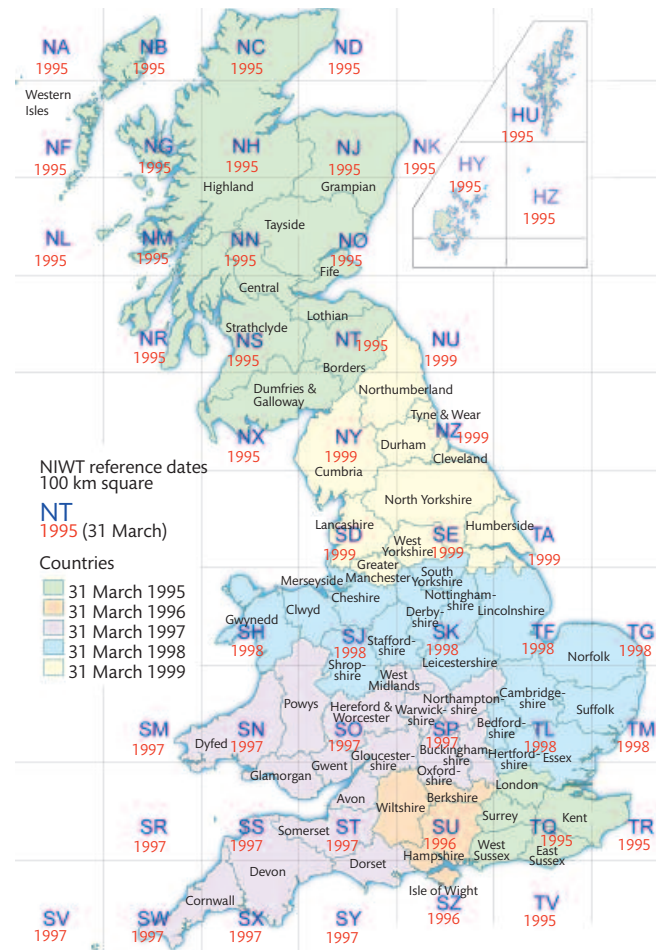 NA
NB
NC
ND
1995
1995
1995
1995
Western
Isles
HU
1995
NF
NG
NH
NJ
NK
1995
1995
1995
1995
1995
HY
1995
HZ
1995
Highland
Grampian
Tayside
NL
NM
NN
NO
1995
1995
1995
1995
Fife
Central
Lothian
Strathclyde
NR
NS
NT
1995
NU
1995
1995
1999
Borders
Dumfries &
Galloway
Northumberland
Tyne & Wear
NX
NY
NZ
1999
1995
1999
Durham
Cleveland
Cumbria
NIWT reference dates
100 km square
NT
1995 (31 March)
North Yorkshire
Lancashire
Humberside
SD
SE
TA
1999
1999
1999
West
Yorkshire
Greater
Manchester
Countries
31 March 1995
31 March 1996
31 March 1997
31 March 1998
31 March 1999
Merseyside
South
Yorkshire
Cheshire
Clwyd
Gwynedd
Nottingham-
shire
Derby-
shire
Lincolnshire
SH
SJ
SK
TF
TG
1998
1998
1998
1998
1998
Stafford-
shire
Shrop-
shire
Leicestershire
Norfolk
West
Midlands
Powys
Hereford &
Worcester
Warwick-
shire
Northampton-
shire
Cambridge-
shire
Suffolk
Bedford-
shire
SM
SN
SO
SP
TL
TM
1997
1997
1997
1997
1998
1998
Dyfed
Glamorgan
Gwent
Gloucester-
shire
Buckingham-
shire
Oxford-
shire
Hertford-
shire
Essex
Avon
Wiltshire
Berkshire
London
Surrey
Kent
SR
SS
ST
SU
TQ
TR
1997
1997
1997
1996
1995
1995
Somerset
Devon
Dorset
Hampshire
West
Sussex
East
Sussex
Cornwall
Isle of Wight
SV
SW
SX
SY
SZ
TV
1997
1997
1997
1997
1996
1995